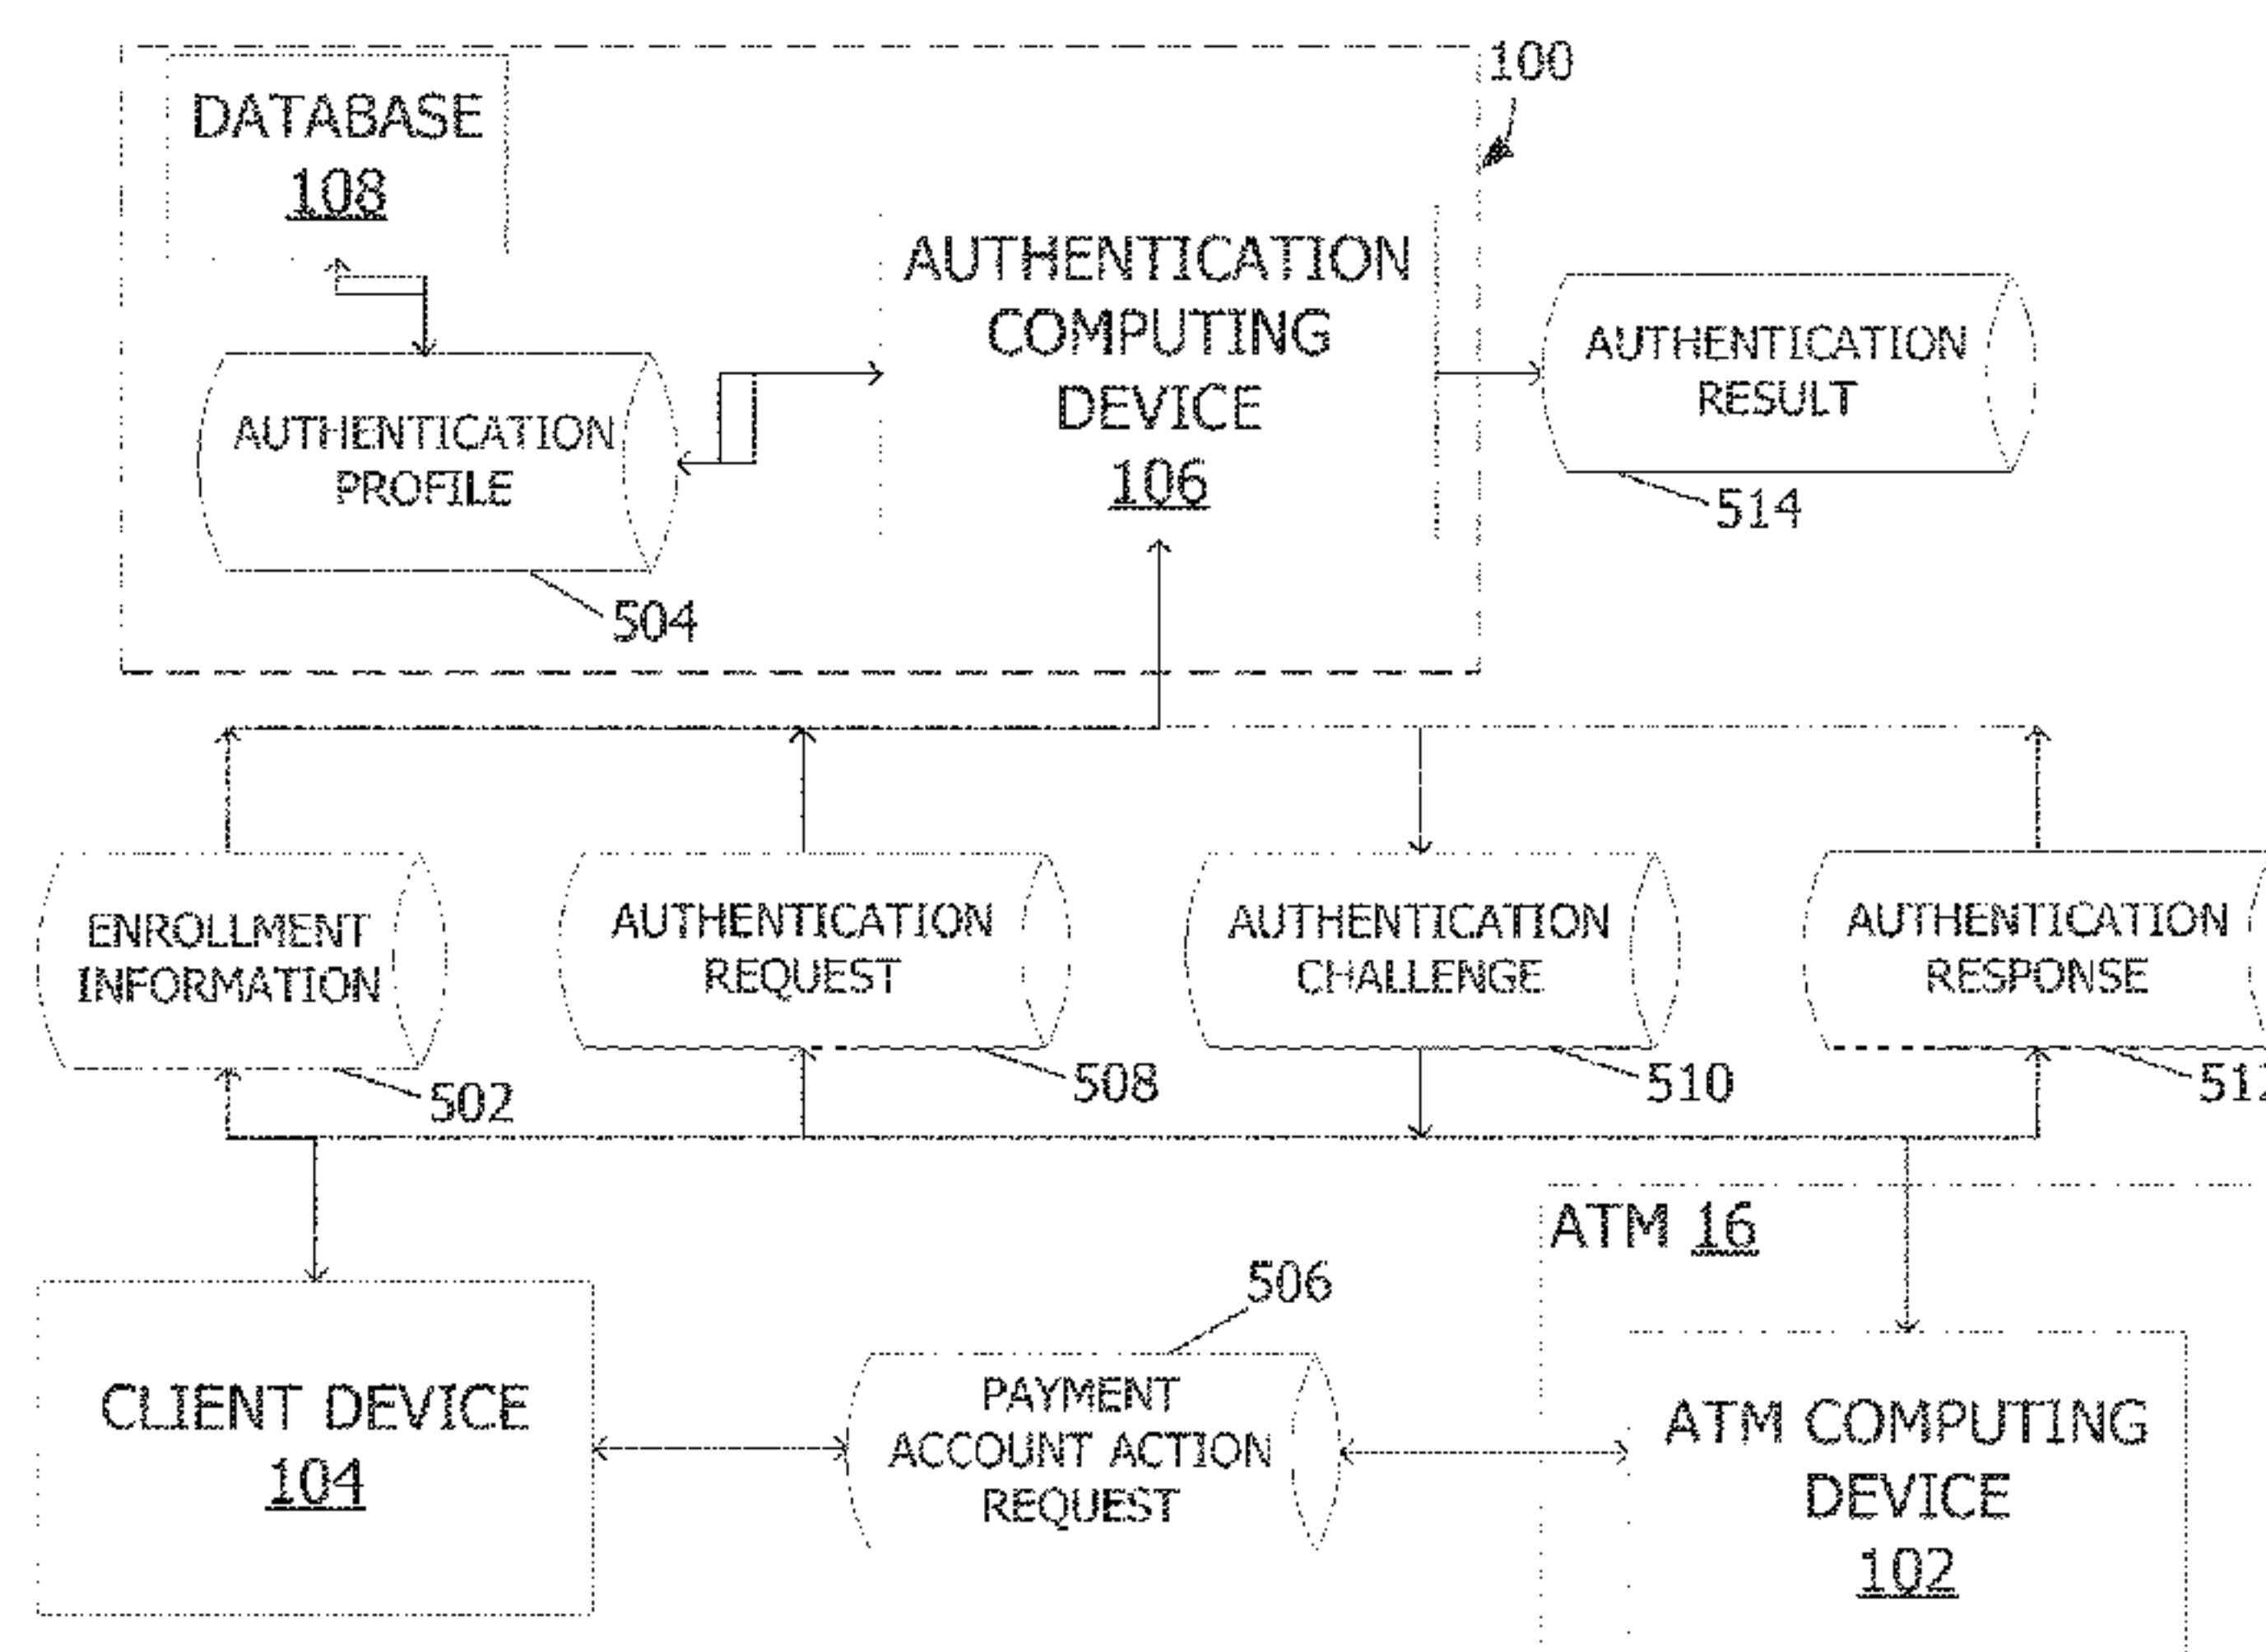 100
DATABASE
108
AUTHENTICATION
COMPUTING
DEVICE
106
AUTHENTICATION
RESULT
514
AUTHENTICATION
PROFILE
504
ENROLLMENT
INFORMATION
502
AUTHENTICATION
REQUEST
508
AUTHENTICATION
CHALLENGE
510
AUTHENTICATION
RESPONSE
512
ATM 16
506
CLIENT DEVICE
104
PAYMENT
ACCOUNT ACTION
REQUEST
ATM COMPUTING
DEVICE
102